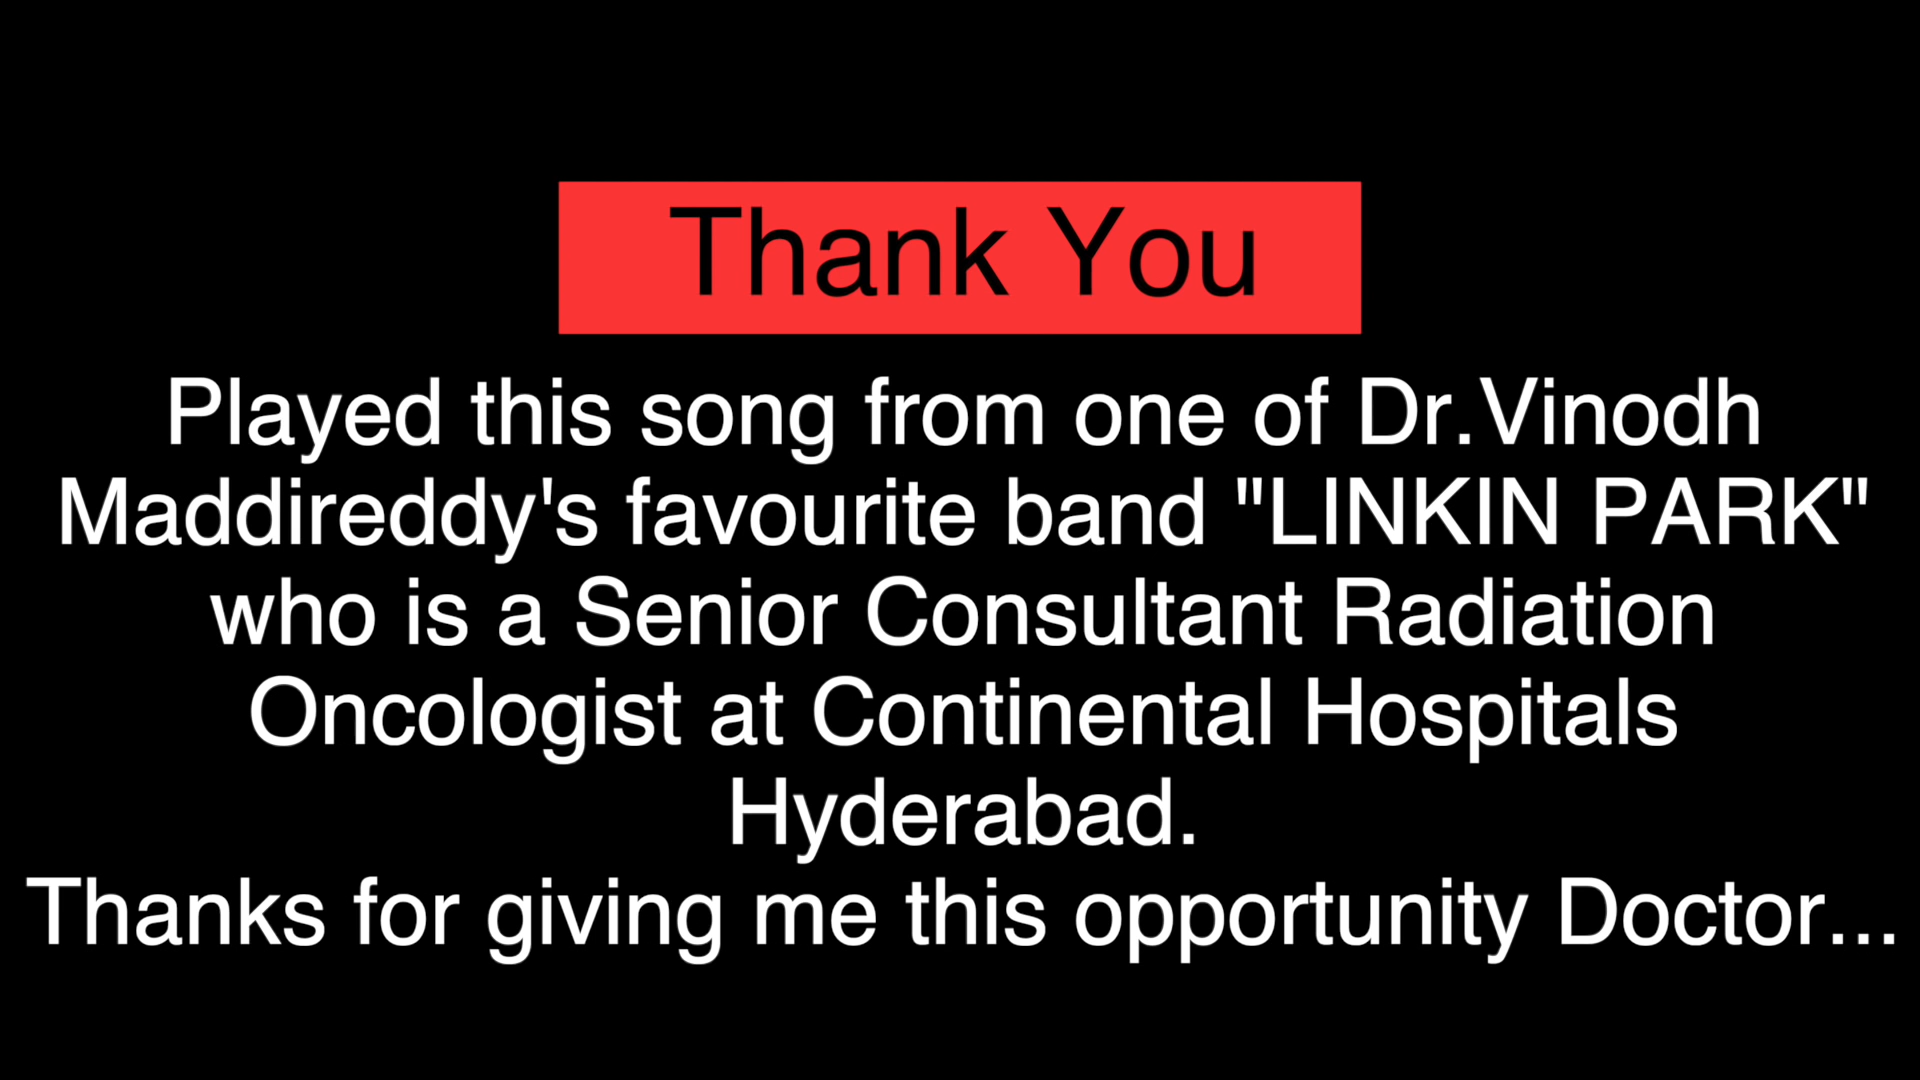 Thank You
Played this song from one of Dr.Vinodh
Maddireddy's favourite band "LINKIN PARK"
who is a Senior Consultant Radiation
Oncologist at Continental Hospitals
Hyderabad.
Thanks for giving me this opportunity Doctor...